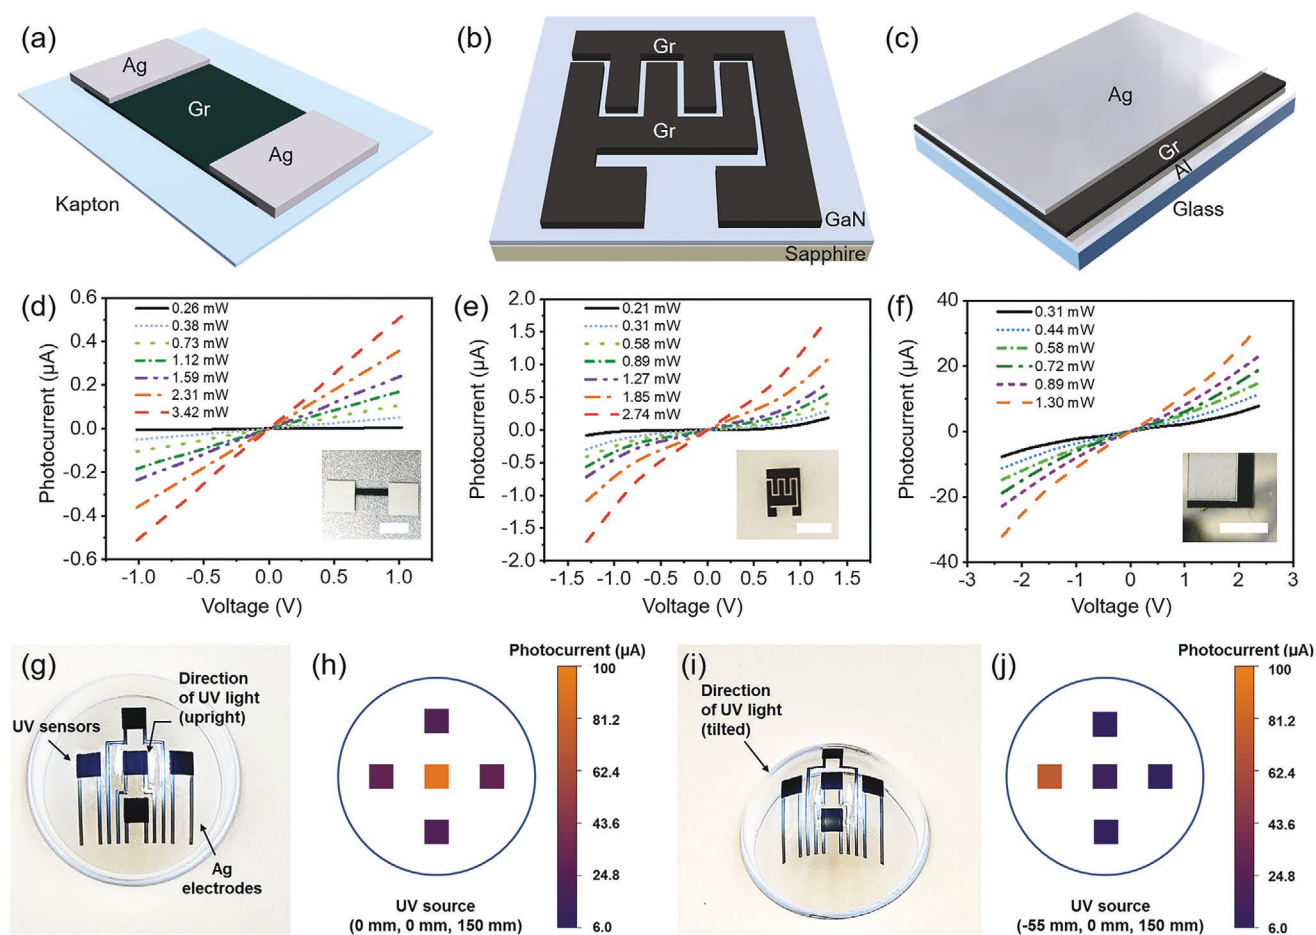 (a)
Ag
Gr
Ag
Kapton
(b)
Gr
Gr
GaN
Sapphire
(c)
Ag
Gr
Al
Glass
(d)
Photocurrent (µA)
0.6
0.4
0.2
0.0
-0.2
-0.4
-0.6
0.26 mW
0.38 mW
0.73 mW
1.12 mW
1.59 mW
2.31 mW
3.42 mW
-1.0 -0.5 0.0 0.5 1.0
Voltage (V)
(e)
Photocurrent (µA)
2.0
1.5
1.0
0.5
0.0
-0.5
-1.0
-1.5
-2.0
0.21 mW
0.31 mW
0.58 mW
0.89 mW
1.27 mW
1.85 mW
2.74 mW
-1.5 -1.0 -0.5 0.0 0.5 1.0 1.5
Voltage (V)
(f)
Photocurrent (µA)
40
20
0
-20
-40
0.31 mW
0.44 mW
0.58 mW
0.72 mW
0.89 mW
1.30 mW
-3 -2 -1 0 1 2 3
Voltage (V)
(g)
Direction
of UV light
(upright)
UV sensors
Ag
electrodes
(h)
Photocurrent (µA)
100
81.2
62.4
43.6
24.8
6.0
UV source
(0 mm, 0 mm, 150 mm)
(i)
Direction
of UV light
(tilted)
(j)
Photocurrent (µA)
100
81.2
62.4
43.6
24.8
6.0
UV source
(-55 mm, 0 mm, 150 mm)